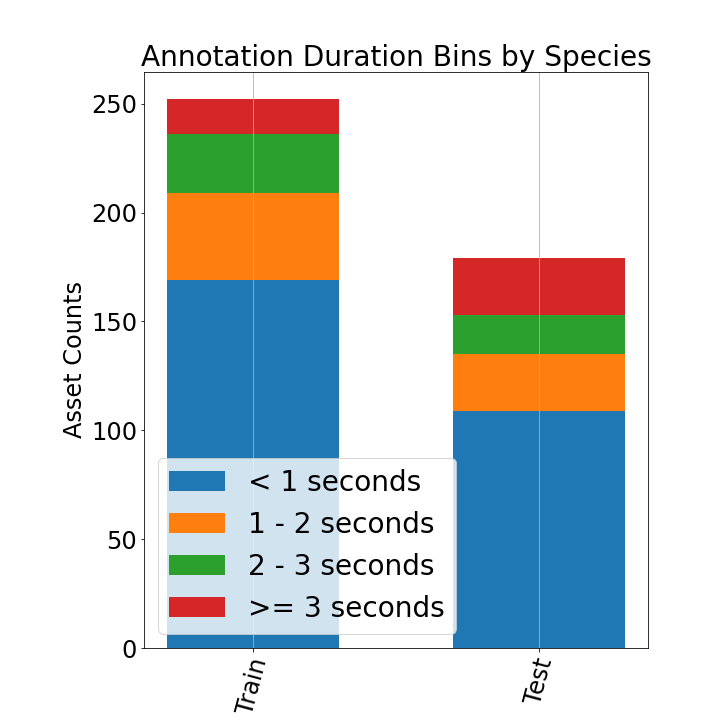 Annotation Duration Bins by Species
Asset Counts
250
200
150
100
50
0
< 1 seconds
1 - 2 seconds
2 - 3 seconds
>= 3 seconds
Train
Test